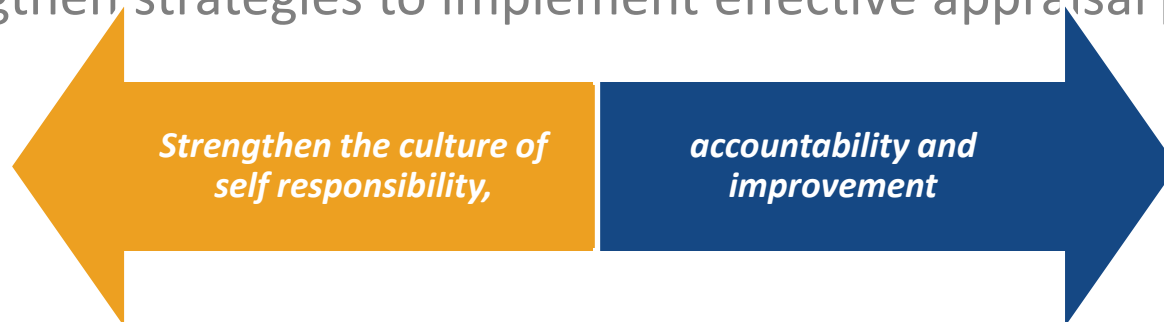 strategies to implement effective appraisal
Strengthen the culture of
self responsibility,
accountability and
improvement